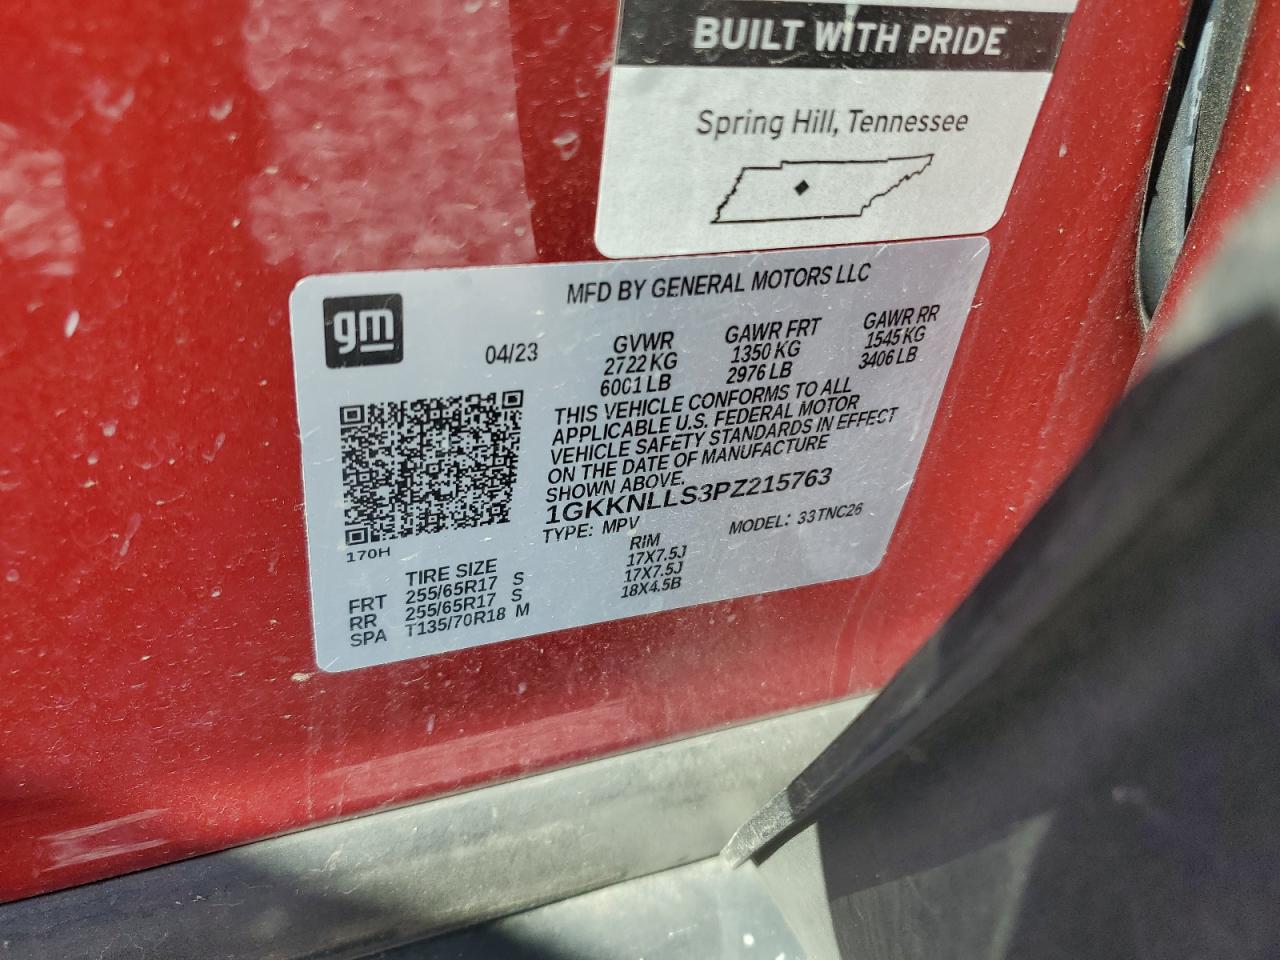 BUILT WITH PRIDE
Spring Hill, Tennessee
MFD BY GENERAL MOTORS LLC
gm
04/23
GVWR GAWR FRT GAWR RR
2722 KG 1350 KG 1545 KG
6001 LB 2976 LB 3406 LB
THIS VEHICLE CONFORMS TO ALL
APPLICABLE U.S. FEDERAL MOTOR
VEHICLE SAFETY STANDARDS IN EFFECT
ON THE DATE OF MANUFACTURE
SHOWN ABOVE.
1GKKNLLS3PZ215763
TYPE: MPV MODEL: 33TNC26
170H
TIRE SIZE RIM
FRT 255/65R17 S 17X7.5J
RR 255/65R17 S 17X7.5J
SPA T135/70R18 M 18X4.5B